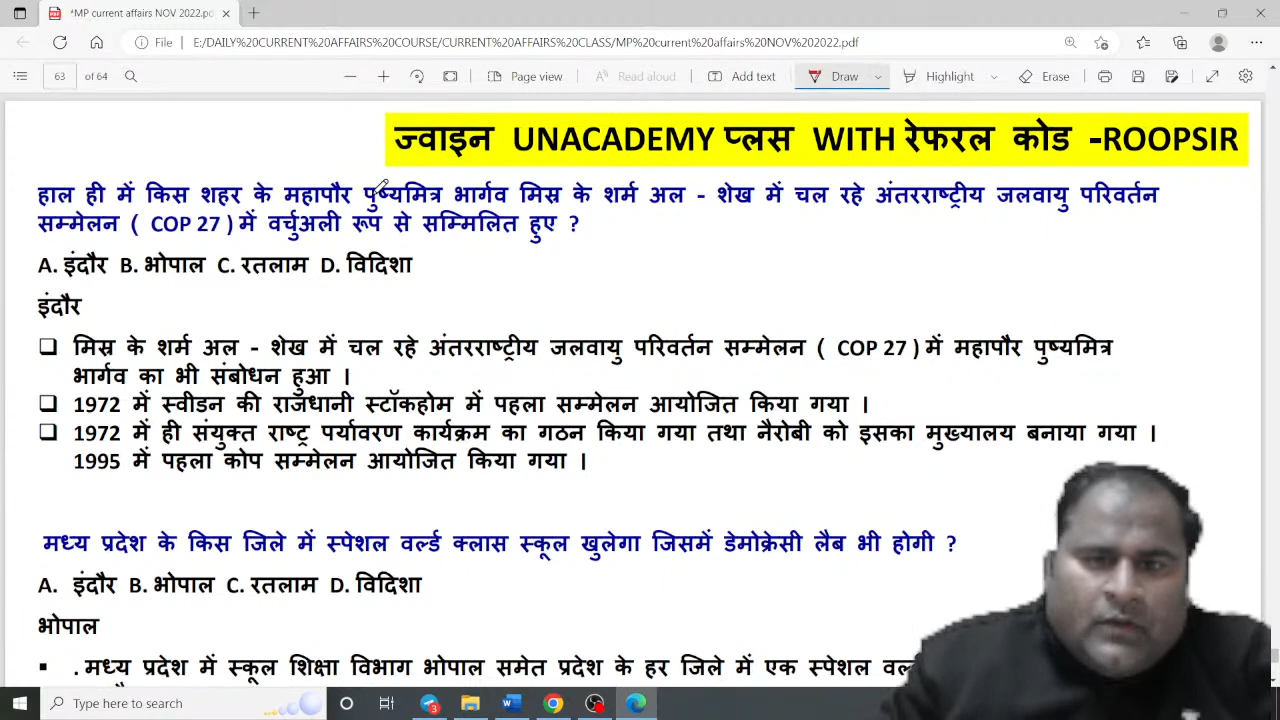 *MP current affairs NOV 2022.pd
File E:/DAILY%20CURRENT%20AFFAIRS%20COURSE/CURRENT%20AFFAIRS%20CLASS/MP%20current%20affairs%20NOV%202022.pdf
63 of 64 Page view Read aloud Add text Draw Highlight Erase
ज्वाइन UNACADEMY प्लस WITH रेफरल कोड -ROOPSIR
हाल ही में किस शहर के महापौर पुष्यमित्र भार्गव मिस्र के शर्म अल - शेख में चल रहे अंतरराष्ट्रीय जलवायु परिवर्तन
सम्मेलन ( COP 27 ) में वर्चुअली रूप से सम्मिलित हुए ?
A. इंदौर B. भोपाल C. रतलाम D. विदिशा
इंदौर
मिस्र के शर्म अल - शेख में चल रहे अंतरराष्ट्रीय जलवायु परिवर्तन सम्मेलन ( COP 27 ) में महापौर पुष्यमित्र
भार्गव का भी संबोधन हुआ ।
1972 में स्वीडन की राजधानी स्टॉकहोम में पहला सम्मेलन आयोजित किया गया ।
1972 में ही संयुक्त राष्ट्र पर्यावरण कार्यक्रम का गठन किया गया तथा नैरोबी को इसका मुख्यालय बनाया गया ।
1995 में पहला कोप सम्मेलन आयोजित किया गया ।
मध्य प्रदेश के किस जिले में स्पेशल वर्ल्ड क्लास स्कूल खुलेगा जिसमें डेमोक्रेसी लैब भी होगी ?
A. इंदौर B. भोपाल C. रतलाम D. विदिशा
भोपाल
. मध्य प्रदेश में स्कूल शिक्षा विभाग भोपाल समेत प्रदेश के हर जिले में एक स्पेशल
Type here to search 3